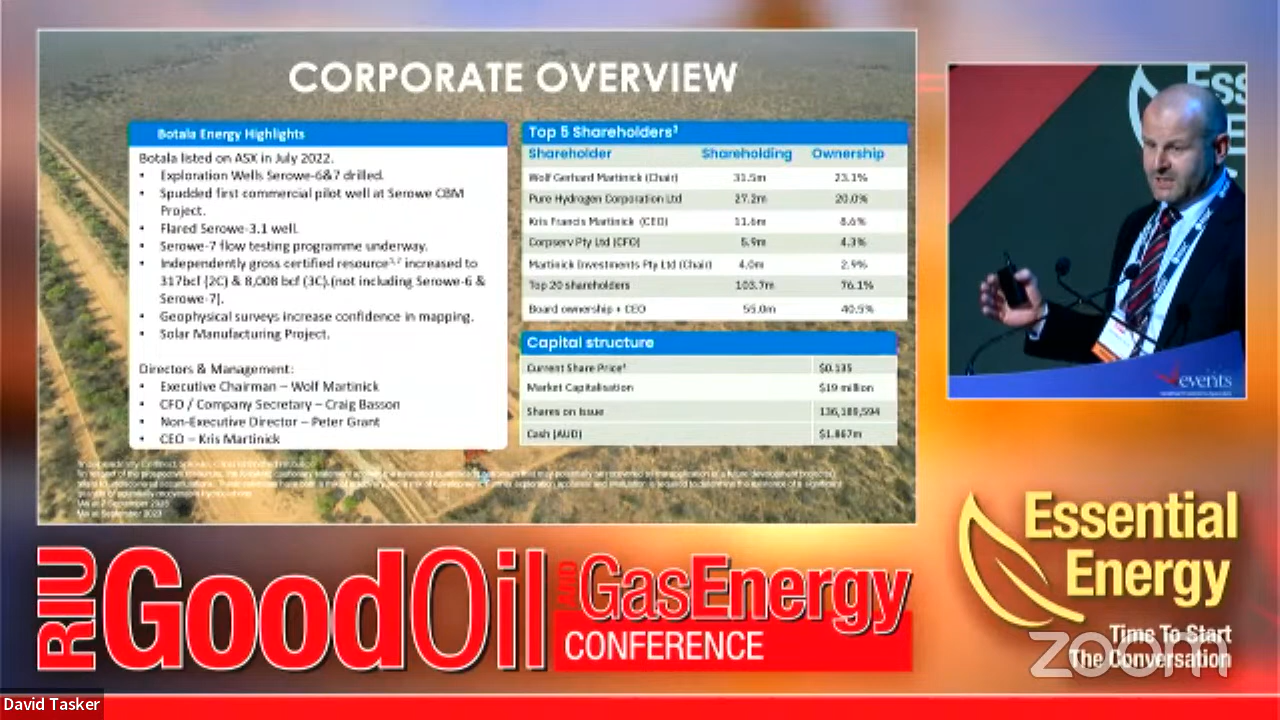 CORPORATE OVERVIEW
Botala Energy Highlights
Botala listed on ASX in July 2022.
• Exploration Wells Serowe-6&7 drilled.
• Spudded first commercial pilot well at Serowe CBM
Project.
• Flared Serowe-3.1 well.
• Serowe-7 flow testing programme underway.
• Independently gross certified resource increased to
317bcf (2C) & 8,008 bcf (3C).(not including Serowe-6 &
Serowe-7).
• Geophysical surveys increase confidence in mapping.
• Solar Manufacturing Project.
Directors & Management:
• Executive Chairman – Wolf Martinick
• CFO / Company Secretary – Craig Basson
• Non-Executive Director – Peter Grant
• CEO – Kris Martinick
Top 5 Shareholders³
Shareholder Shareholding Ownership
Wolf Gerhard Martinick (Chair) 31.5m 23.1%
Pure Hydrogen Corporation Ltd 27.2m 20.0%
Kris Francis Martinick (CEO) 11.6m 8.6%
Corpserv Pty Ltd (CFO) 5.9m 4.3%
Martinick Investments Pty Ltd (Chair) 4.0m 2.9%
Top 20 shareholders 103.7m 76.1%
Board ownership + CEO 55.0m 40.5%
Capital structure
Current Share Price⁴ $0.135
Market Capitalisation $19 million
Shares on Issue 136,189,594
Cash (AUD) $1.867m
Ess
events
RIU GoodOil AND GasEnergy
CONFERENCE
Essential
Energy
Time To Start
The Conversation
zoom
David Tasker